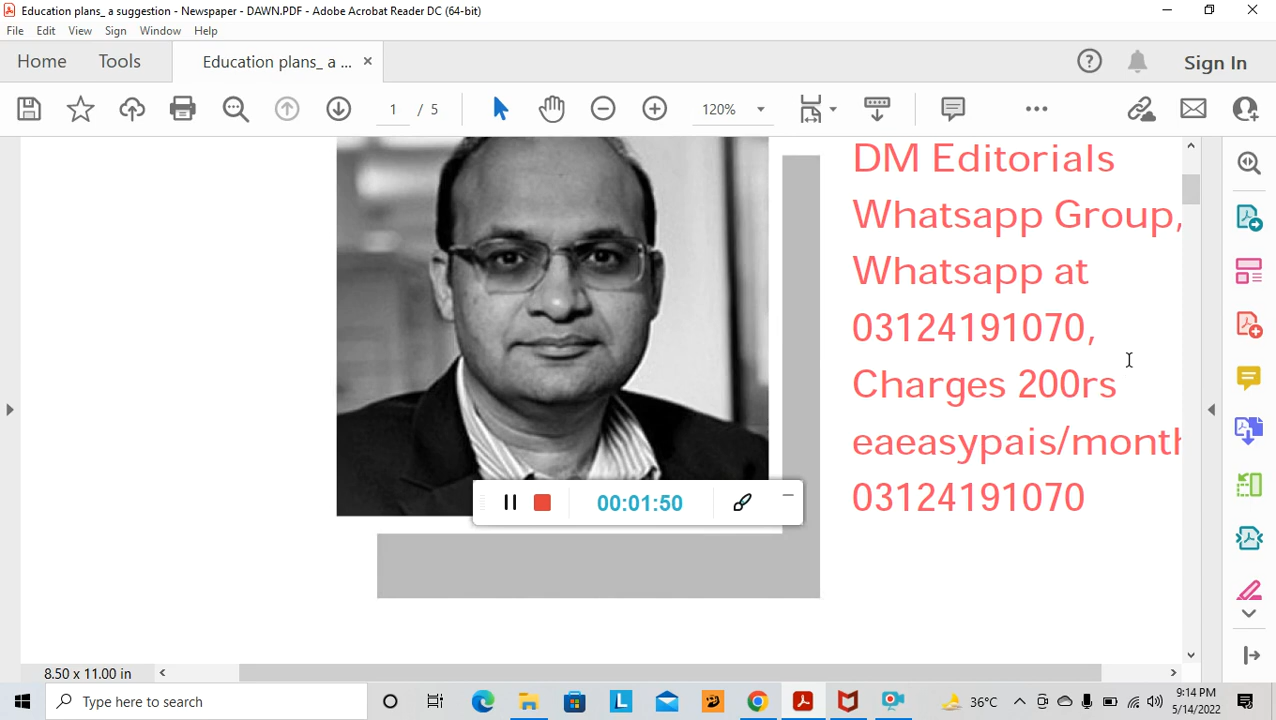 Education plans_ a suggestion - Newspaper - DAWN.PDF - Adobe Acrobat Reader DC (64-bit)
File Edit View Sign Window Help
Home Tools Education plans_ a ... Sign In
1 / 5 120%
DM Editorials
Whatsapp Group,
Whatsapp at
03124191070,
Charges 200rs
eaeasypais/month
03124191070
00:01:50
8.50 x 11.00 in
Type here to search
36°C
9:14 PM
5/14/2022